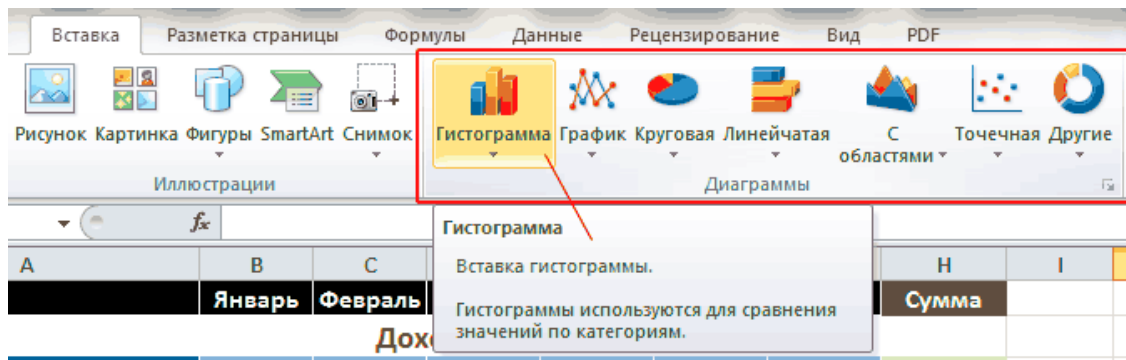 Вставка Разметка страницы Формулы Данные Рецензирование Вид PDF
Рисунок Картинка Фигуры SmartArt Снимок Гистограмма График Круговая Линейчатая С областями Точечная Другие
Иллюстрации Диаграммы
fx
Гистограмма
Вставка гистограммы.
A B C H I
Январь Февраль Сумма
Гистограммы используются для сравнения
значений по категориям.